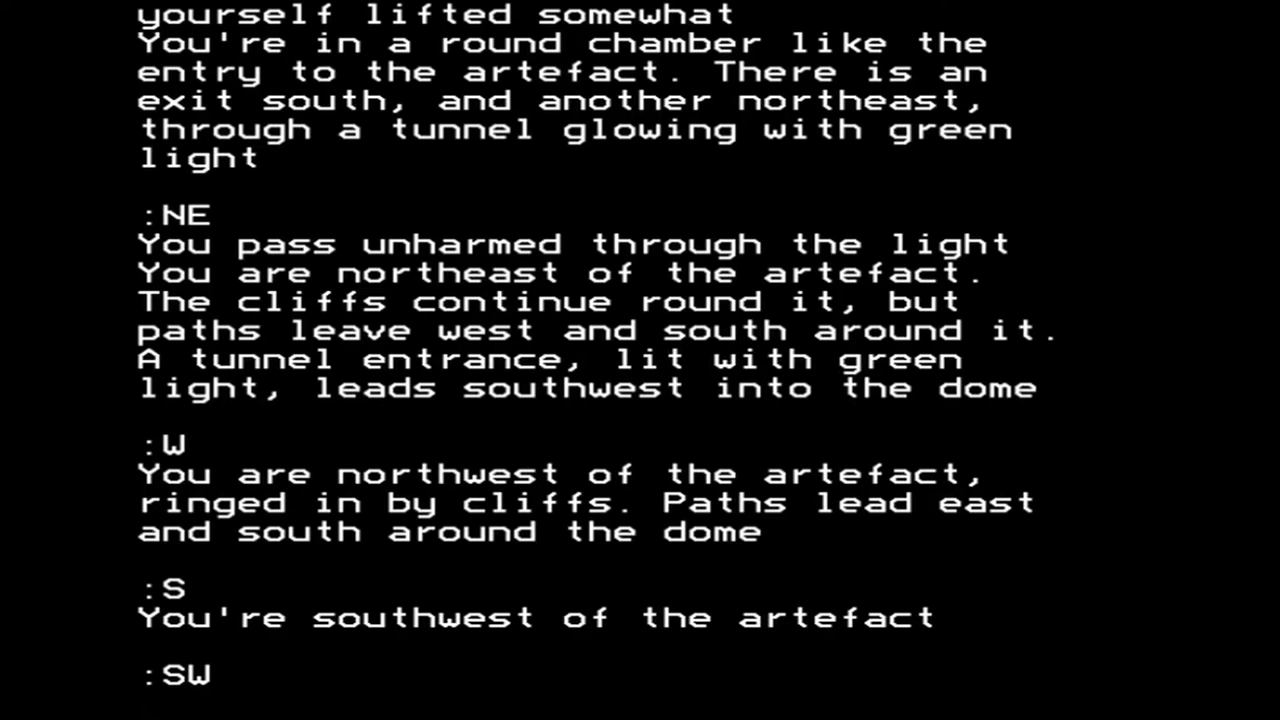 yourself lifted somewhat
You're in a round chamber like the
entry to the artefact. There is an
exit south, and another northeast,
through a tunnel glowing with green
light
:NE
You pass unharmed through the light
You are northeast of the artefact.
The cliffs continue round it, but
paths leave west and south around it.
A tunnel entrance, lit with green
light, leads southwest into the dome
:W
You are northwest of the artefact,
ringed in by cliffs. Paths lead east
and south around the dome
:S
You're southwest of the artefact
:SW